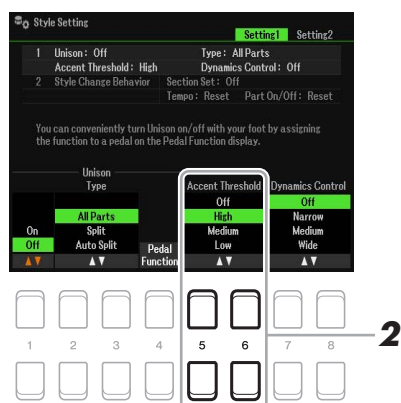 Style Setting
Setting1 Setting2
1 Unison: Off Type: All Parts
Accent Threshold: High Dynamics Control: Off
2 Style Change Behavior Section Set: Off
Tempo: Reset Part On/Off: Reset
You can conveniently turn Unison on/off with your foot by assigning
the function to a pedal on the Pedal Function display.
Unison
Type Accent Threshold Dynamics Control
Off Off
All Parts High Narrow
On Split Medium Medium
Off Auto Split Pedal Low Wide
Function
1 2 3 4 5 6 7 8
2